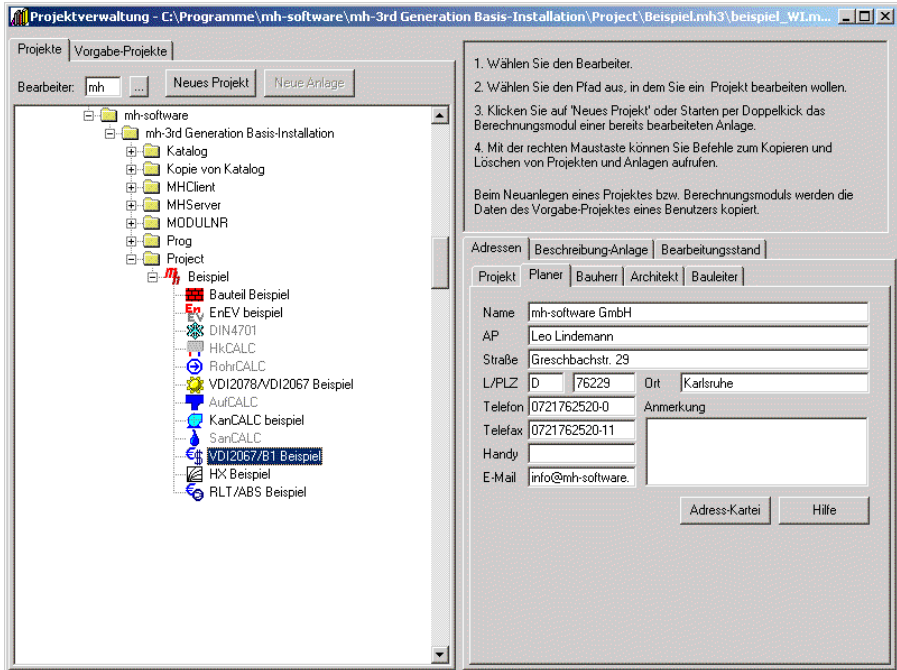 Projektverwaltung - C:\Programme\mh-software\mh-3rd Generation Basis-Installation\Project\Beispiel.mh3\beispiel_WI.m...
Projekte Vorgabe-Projekte
Bearbeiter: mh ... Neues Projekt Neue Anlage
mh-software
mh-3rd Generation Basis-Installation
Katalog
Kopie von Katalog
MHClient
MHServer
MODULNR
Prog
Project
mh Beispiel
Bauteil Beispiel
EnEV EnEV beispiel
DIN4701
HkCALC
RohrCALC
VDI2078/VDI2067 Beispiel
AufCALC
KanCALC beispiel
SanCALC
€$ VDI2067/B1 Beispiel
HX Beispiel
RLT/ABS Beispiel
1. Wählen Sie den Bearbeiter.
2. Wählen Sie den Pfad aus, in dem Sie ein Projekt bearbeiten wollen.
3. Klicken Sie auf 'Neues Projekt' oder Starten per Doppelkick das
Berechnungsmodul einer bereits bearbeiteten Anlage.
4. Mit der rechten Maustaste können Sie Befehle zum Kopieren und
Löschen von Projekten und Anlagen aufrufen.
Beim Neuanlegen eines Projektes bzw. Berechnungsmoduls werden die
Daten des Vorgabe-Projektes eines Benutzers kopiert.
Adressen Beschreibung-Anlage Bearbeitungsstand
Projekt Planer Bauherr Architekt Bauleiter
Name mh-software GmbH
AP Leo Lindemann
Straße Greschbachstr. 29
L/PLZ D 76229 Ort Karlsruhe
Telefon 0721762520-0 Anmerkung
Telefax 0721762520-11
Handy
E-Mail info@mh-software.
Adress-Kartei Hilfe